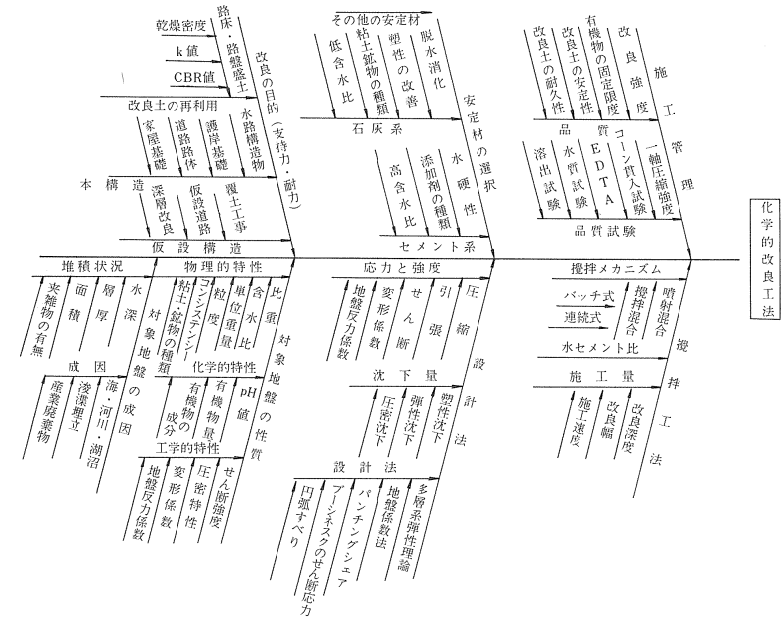 化学的改良工法
改良の目的(支持力・耐力)
路床・路盤盛土
乾燥密度
k値
CBR値
改良土の再利用
家屋基礎
道路路体
護岸基礎
水路構造物
本構造
深層改良
仮設道路
覆土工事
仮設構造
安定材の選択
その他の安定材
低含水比
粘土鉱物の種類
塑性の改善
脱水消化
石灰系
高含水比
添加剤の種類
水硬性
セメント系
施工管理
改良土の耐久性
改良土の安定性
有機物の固定限度
改良強度
品質
溶出試験
水質試験
EDTA
コーン貫入試験
一軸圧縮強度
品質試験
対象地盤の成因
堆積状況
夾雑物の有無
面積
層厚
水深
成因
産業廃棄物
浚渫埋立
海・河川・湖沼
対象地盤の性質
物理的特性
粘土・鉱物の種類
コンシステンシー
粒度
単位重量
含水比
比重
化学的特性
有機物の成分
有機物量
pH値
工学的特性
地盤反力係数
変形係数
圧密特性
せん断強度
設計法
応力と強度
地盤反力係数
変形係数
せん断
引張
圧縮
沈下量
圧密沈下
弾性沈下
塑性沈下
設計法
円弧すべり
ブーシネスクのせん断応力
パンチングシェア
地盤係数法
多層系弾性理論
攪拌工法
攪拌メカニズム
バッチ式
連続式
攪拌混合
噴射混合
水セメント比
施工量
施工速度
改良幅
改良深度